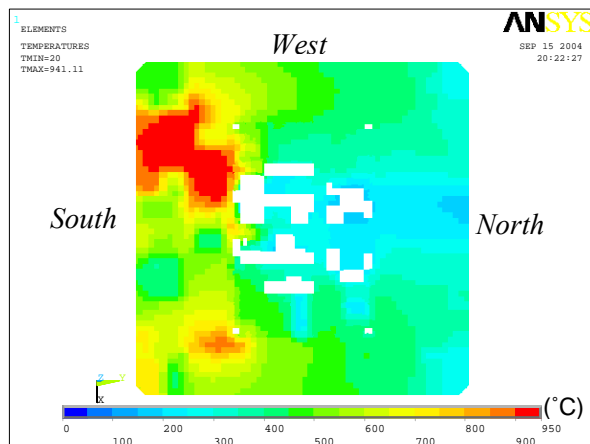 1
ELEMENTS
TEMPERATURES
TMIN=20
TMAX=941.11
ANSYS
SEP 15 2004
20:22:27
West
South
North
Z Y
X
(˚C)
0 200 300 500 600 800 950
100 400 700 900